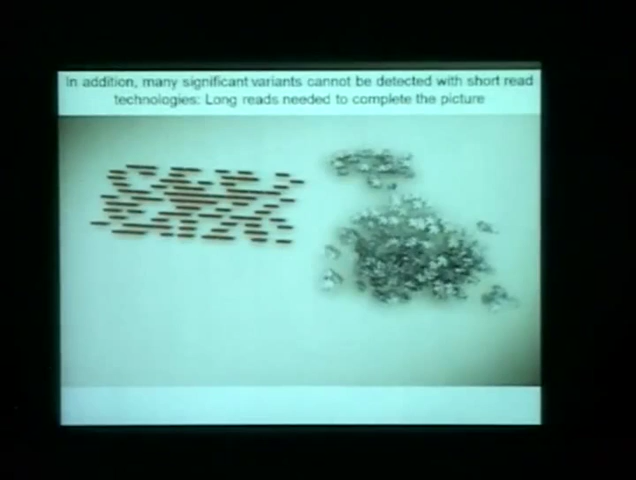 In addition, many significant variants cannot be detected with short read
technologies: Long reads needed to complete the picture